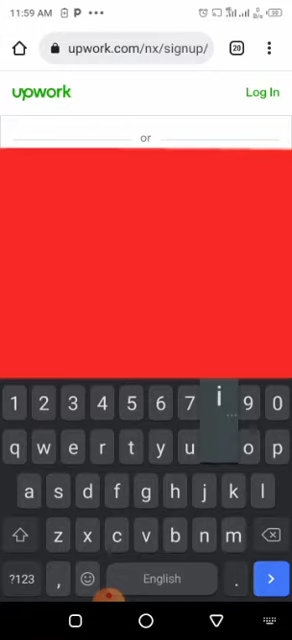 11:59 AM P •••
upwork.com/nx/signup/ 20
upwork Log In
or
1 2 3 4 5 6 7 i 9 0
q w e r t y u o p
a s d f g h j k l
z x c v b n m
?123 , English .